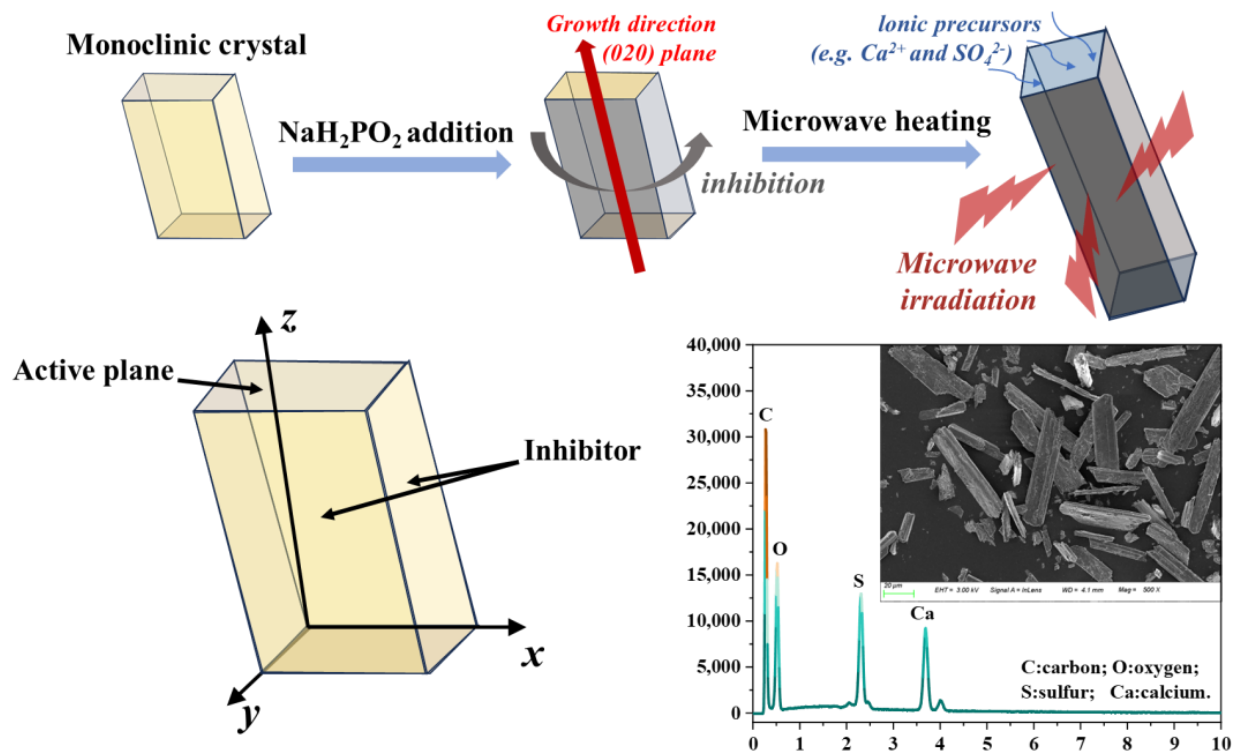 Monoclinic crystal
NaH₂PO₂ addition
Growth direction
(020) plane
inhibition
Microwave heating
Ionic precursors
(e.g. Ca²⁺ and SO₄²⁻)
Microwave
irradiation
z
Active plane
Inhibitor
x
y
40,000
35,000
30,000
25,000
20,000
15,000
10,000
5,000
0
C
O
S
Ca
20 μm
EHT = 3.00 kV Signal A = InLens WD = 4.1 mm Mag = 500 X
C:carbon; O:oxygen;
S:sulfur; Ca:calcium.
0 1 2 3 4 5 6 7 8 9 10